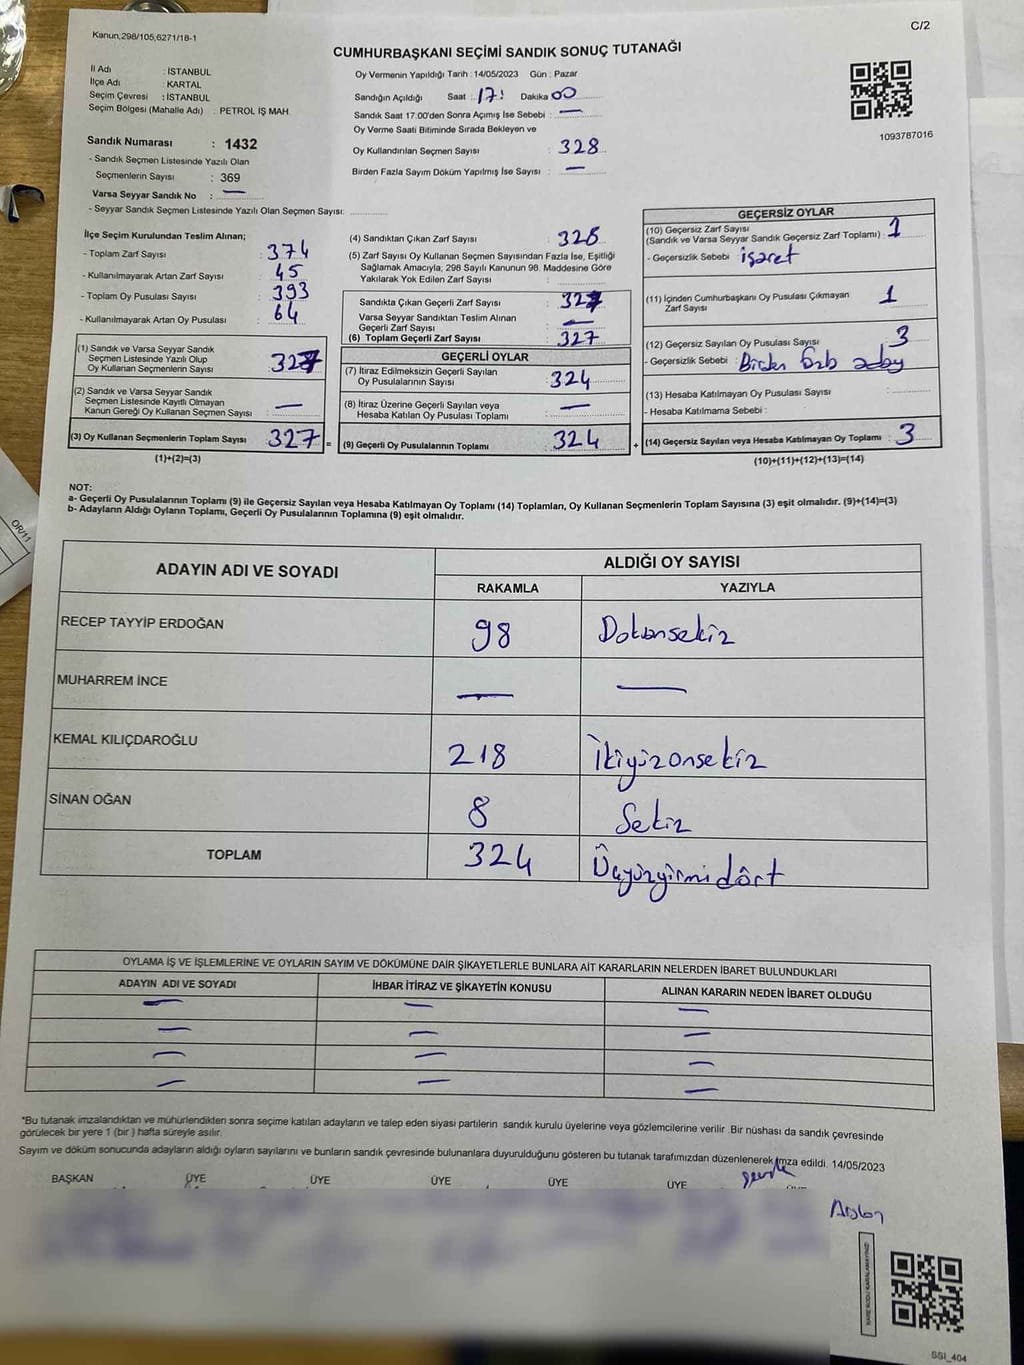 Kanun,298/105,6271/18-1
C/2
CUMHURBAŞKANI SEÇİMİ SANDIK SONUÇ TUTANAĞI
İl Adı : İSTANBUL
İlçe Adı : KARTAL
Seçim Çevresi : İSTANBUL
Seçim Bölgesi (Mahalle Adı) : PETROL İŞ MAH.
Sandık Numarası : 1432
- Sandık Seçmen Listesinde Yazılı Olan
Seçmenlerin Sayısı : 369
Varsa Seyyar Sandık No : —
- Seyyar Sandık Seçmen Listesinde Yazılı Olan Seçmen Sayısı:
Oy Vermenin Yapıldığı Tarih : 14/05/2023 Gün : Pazar
Sandığın Açıldığı Saat : 17: Dakika 00
Sandık Saat 17:00'den Sonra Açımış İse Sebebi : —
Oy Verme Saati Bitiminde Sırada Bekleyen ve
Oy Kullandırılan Seçmen Sayısı : 328
Birden Fazla Sayım Döküm Yapılmış İse Sayısı : —
1093787016
İlçe Seçim Kurulundan Teslim Alınan;
- Toplam Zarf Sayısı : 374
- Kullanılmayarak Artan Zarf Sayısı : 45
- Toplam Oy Pusulası Sayısı : 393
- Kullanılmayarak Artan Oy Pusulası : 64
(1) Sandık ve Varsa Seyyar Sandık
Seçmen Listesinde Yazılı Olup
Oy Kullanan Seçmenlerin Sayısı : 327
(2) Sandık ve Varsa Seyyar Sandık
Seçmen Listesinde Kayıtlı Olmayan
Kanun Gereği Oy Kullanan Seçmen Sayısı : —
(3) Oy Kullanan Seçmenlerin Toplam Sayısı 327
(1)+(2)=(3)
(4) Sandıktan Çıkan Zarf Sayısı : 328
(5) Zarf Sayısı Oy Kullanan Seçmen Sayısından Fazla İse, Eşitliği
Sağlamak Amacıyla, 298 Sayılı Kanunun 98. Maddesine Göre
Yakılarak Yok Edilen Zarf Sayısı :
Sandıkta Çıkan Geçerli Zarf Sayısı : 327
Varsa Seyyar Sandıktan Teslim Alınan
Geçerli Zarf Sayısı : —
(6) Toplam Geçerli Zarf Sayısı : 327
GEÇERLİ OYLAR
(7) İtiraz Edilmeksizin Geçerli Sayılan
Oy Pusulalarının Sayısı : 324
(8) İtiraz Üzerine Geçerli Sayılan veya
Hesaba Katılan Oy Pusulaları Toplamı : —
= (9) Geçerli Oy Pusulalarının Toplamı : 324
GEÇERSİZ OYLAR
(10) Geçersiz Zarf Sayısı
(Sandık ve Varsa Seyyar Sandık Geçersiz Zarf Toplamı) : 1
- Geçersizlik Sebebi : işaret
(11) İçinden Cumhurbaşkanı Oy Pusulası Çıkmayan
Zarf Sayısı : 1
(12) Geçersiz Sayılan Oy Pusulası Sayısı : 3
- Geçersizlik Sebebi : Birden aday
(13) Hesaba Katılmayan Oy Pusulası Sayısı :
- Hesaba Katılmama Sebebi :
+ (14) Geçersiz Sayılan veya Hesaba Katılmayan Oy Toplamı : 3
(10)+(11)+(12)+(13)=(14)
NOT:
a- Geçerli Oy Pusulalarının Toplamı (9) ile Geçersiz Sayılan veya Hesaba Katılmayan Oy Toplamı (14) Toplamları, Oy Kullanan Seçmenlerin Toplam Sayısına (3) eşit olmalıdır. (9)+(14)=(3)
b- Adayların Aldığı Oyların Toplamı, Geçerli Oy Pusulalarının Toplamına (9) eşit olmalıdır.
ADAYIN ADI VE SOYADI
ALDIĞI OY SAYISI
RAKAMLA YAZIYLA
RECEP TAYYİP ERDOĞAN 98 Doksansekiz
MUHARREM İNCE — —
KEMAL KILIÇDAROĞLU 218 İkiyüzonsekiz
SİNAN OĞAN 8 Sekiz
TOPLAM 324 Üçyüzyirmidört
OYLAMA İŞ VE İŞLEMLERİNE VE OYLARIN SAYIM VE DÖKÜMÜNE DAİR ŞİKAYETLERLE BUNLARA AİT KARARLARIN NELERDEN İBARET BULUNDUKLARI
ADAYIN ADI VE SOYADI İHBAR İTİRAZ VE ŞİKAYETİN KONUSU ALINAN KARARIN NEDEN İBARET OLDUĞU
— — —
— — —
— — —
— — —
*Bu tutanak imzalandıktan ve mühürlendikten sonra seçime katılan adayların ve talep eden siyasi partilerin sandık kurulu üyelerine veya gözlemcilerine verilir .Bir nüshası da sandık çevresinde
görülecek bir yere 1 (bir ) hafta süreyle asılır.
Sayım ve döküm sonucunda adayların aldığı oyların sayılarını ve bunların sandık çevresinde bulunanlara duyurulduğunu gösteren bu tutanak tarafımızdan düzenlenerek imza edildi. 14/05/2023
BAŞKAN ÜYE ÜYE ÜYE ÜYE ÜYE
SSI_404
OR/11